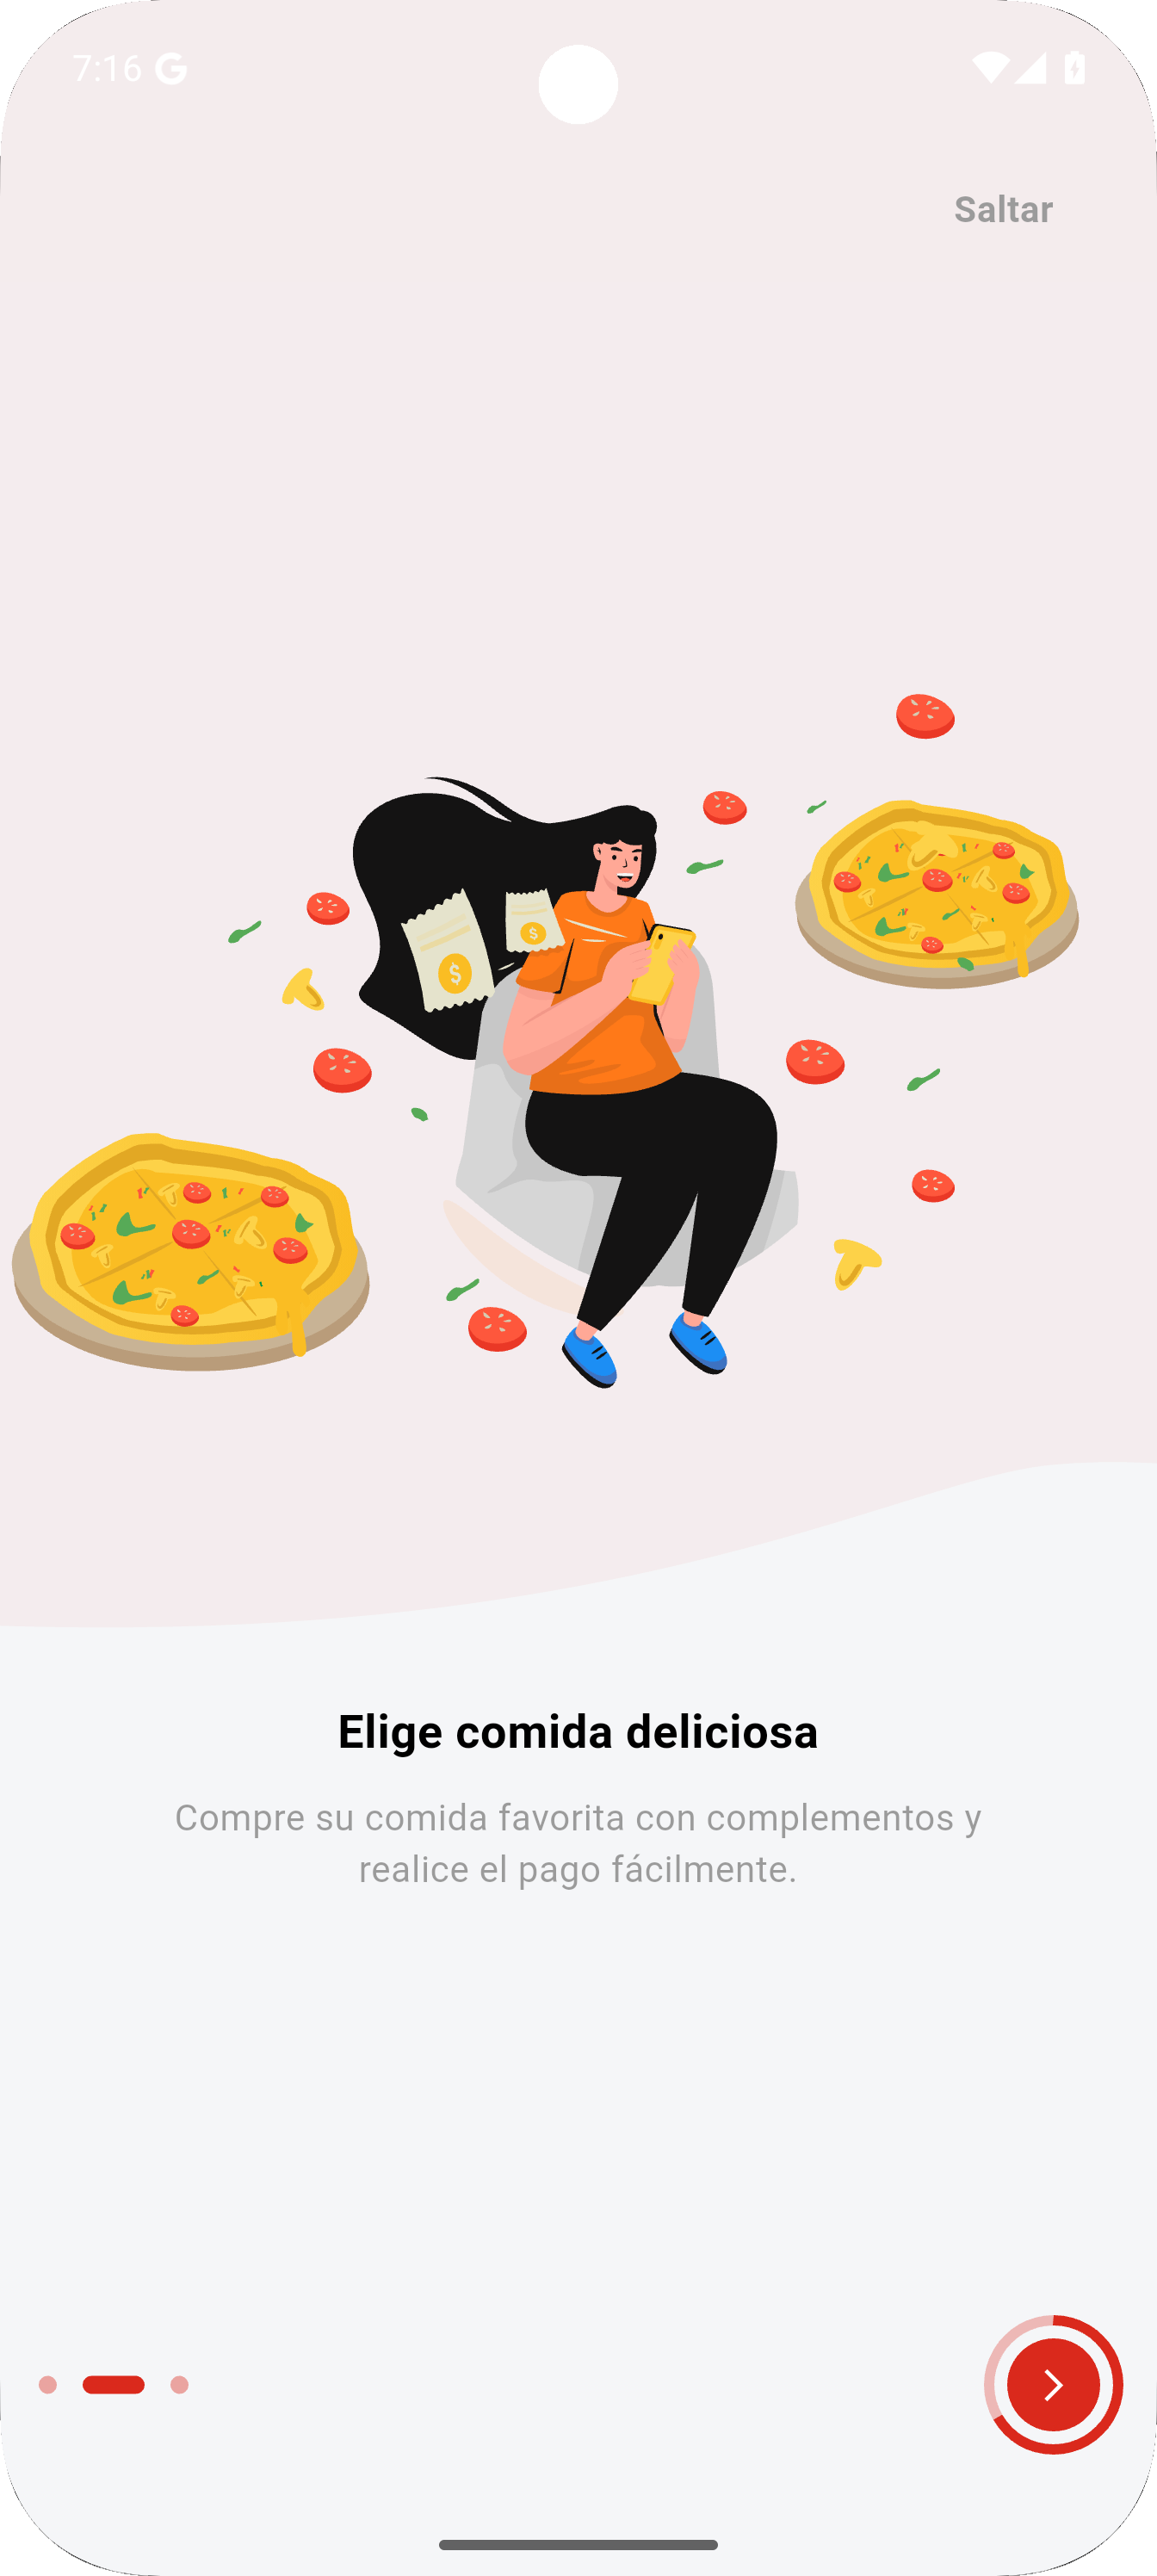 7:16
Saltar
$
$
Elige comida deliciosa
Compre su comida favorita con complementos y
realice el pago fácilmente.